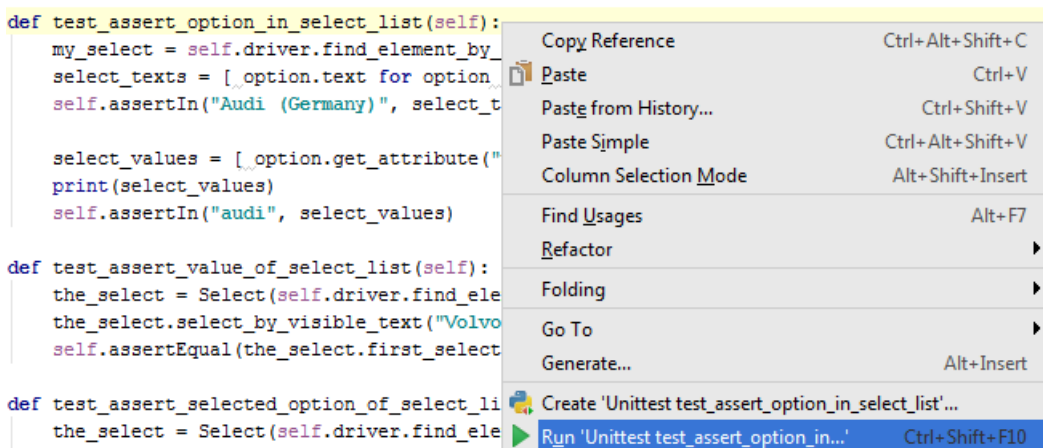 def test_assert_option_in_select_list(self):
my_select = self.driver.find_element_by_
select_texts = [ option.text for option
self.assertIn("Audi (Germany)", select_t
select_values = [ option.get_attribute("
print(select_values)
self.assertIn("audi", select_values)
def test_assert_value_of_select_list(self):
the_select = Select(self.driver.find_ele
the_select.select_by_visible_text("Volvo
self.assertEqual(the_select.first_select
def test_assert_selected_option_of_select_li
the_select = Select(self.driver.find_ele
Copy Reference Ctrl+Alt+Shift+C
Paste Ctrl+V
Paste from History... Ctrl+Shift+V
Paste Simple Ctrl+Alt+Shift+V
Column Selection Mode Alt+Shift+Insert
Find Usages Alt+F7
Refactor
Folding
Go To
Generate... Alt+Insert
Create 'Unittest test_assert_option_in_select_list'...
Run 'Unittest test_assert_option_in...' Ctrl+Shift+F10